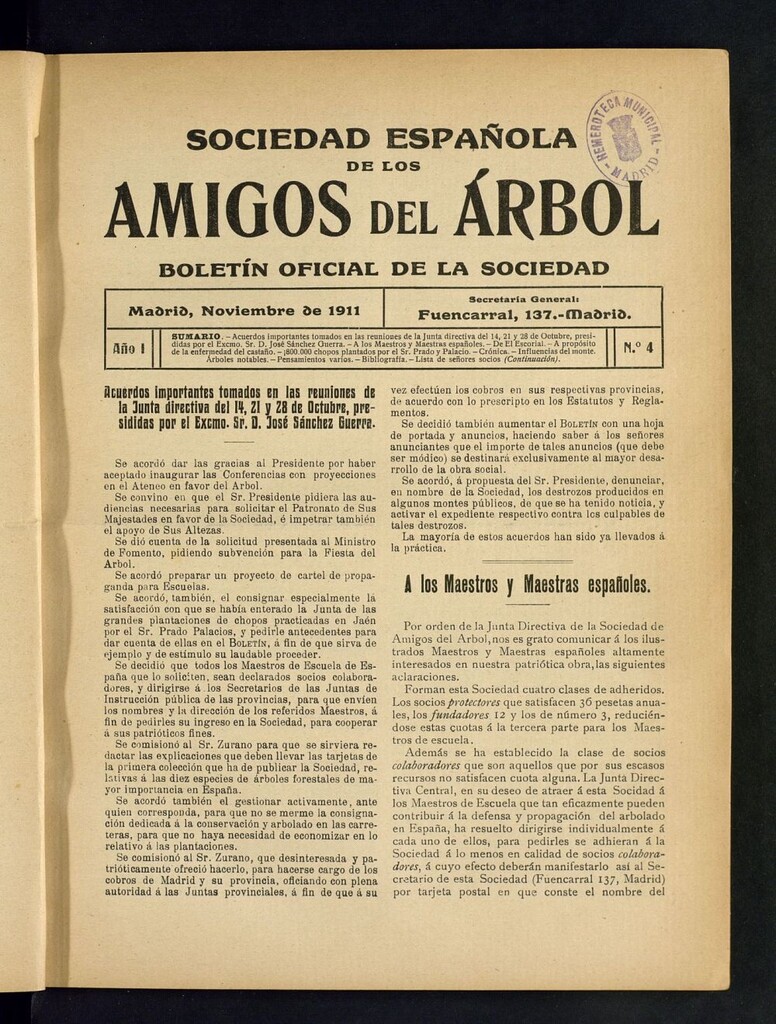 SOCIEDAD ESPAÑOLA
DE LOS
AMIGOS DEL ÁRBOL
BOLETÍN OFICIAL DE LA SOCIEDAD
HEMEROTECA MUNICIPAL
MADRID
Madrid, Noviembre de 1911
Secretaria General:
Fuencarral, 137.-Madrid.
Año I
SUMARIO.—Acuerdos importantes tomados en las reuniones de la Junta directiva del 14, 21 y 28 de Octubre, presi-
didas por el Excmo. Sr. D. José Sánchez Guerra.—A los Maestros y Maestras españoles.—De El Escorial.—A propósito
de la enfermedad del castaño.—¡800.000 chopos plantados por el Sr. Prado y Palacio.—Crónica.—Influencias del monte.
Árboles notables.—Pensamientos varios.—Bibliografía.—Lista de señores socios (Continuación).
N.º 4
Acuerdos importantes tomados en las reuniones de
la Junta directiva del 14, 21 y 28 de Octubre, pre-
sididas por el Excmo. Sr. D. José Sánchez Guerra.
Se acordó dar las gracias al Presidente por haber
aceptado inaugurar las Conferencias con proyecciones
en el Ateneo en favor del Arbol.
Se convino en que el Sr. Presidente pidiera las au-
diencias necesarias para solicitar el Patronato de Sus
Majestades en favor de la Sociedad, é impetrar también
el apoyo de Sus Altezas.
Se dió cuenta de la solicitud presentada al Ministro
de Fomento, pidiendo subvención para la Fiesta del
Arbol.
Se acordó preparar un proyecto de cartel de propa-
ganda para Escuelas.
Se acordó, también, el consignar especialmente la
satisfacción con que se había enterado la Junta de las
grandes plantaciones de chopos practicadas en Jaén
por el Sr. Prado Palacios, y pedirle antecedentes para
dar cuenta de ellas en el BOLETÍN, á fin de que sirva de
ejemplo y de estímulo su laudable proceder.
Se decidió que todos los Maestros de Escuela de Es-
paña que lo soliciten, sean declarados socios colabora-
dores, y dirigirse á los Secretarios de las Juntas de
Instrucción pública de las provincias, para que envíen
los nombres y la dirección de los referidos Maestros, á
fin de pedirles su ingreso en la Sociedad, para cooperar
á sus patrióticos fines.
Se comisionó al Sr. Zurano para que se sirviera re-
dactar las explicaciones que deben llevar las tarjetas de
la primera colección que ha de publicar la Sociedad, re-
lativas á las diez especies de árboles forestales de ma-
yor importancia en España.
Se acordó también el gestionar activamente, ante
quien corresponda, para que no se merme la consigna-
ción dedicada á la conservación y arbolado en las carre-
teras, para que no haya necesidad de economizar en lo
relativo á las plantaciones.
Se comisionó al Sr. Zurano, que desinteresada y pa-
trióticamente ofreció hacerlo, para hacerse cargo de los
cobros de Madrid y su provincia, oficiando con plena
autoridad á las Juntas provinciales, á fin de que á su
vez efectúen los cobros en sus respectivas provincias,
de acuerdo con lo prescripto en los Estatutos y Regla-
mentos.
Se decidió también aumentar el BOLETÍN con una hoja
de portada y anuncios, haciendo saber á los señores
anunciantes que el importe de tales anuncios (que debe
ser módico) se destinará exclusivamente al mayor desa-
rrollo de la obra social.
Se acordó, á propuesta del Sr. Presidente, denunciar,
en nombre de la Sociedad, los destrozos producidos en
algunos montes públicos, de que se ha tenido noticia, y
activar el expediente respectivo contra los culpables de
tales destrozos.
La mayoría de estos acuerdos han sido ya llevados á
la práctica.
A los Maestros y Maestras españoles.
Por orden de la Junta Directiva de la Sociedad de
Amigos del Arbol, nos es grato comunicar á los ilus-
trados Maestros y Maestras españoles altamente
interesados en nuestra patriótica obra, las siguientes
aclaraciones.
Forman esta Sociedad cuatro clases de adheridos.
Los socios protectores que satisfacen 36 pesetas anua-
les, los fundadores 12 y los de número 3, reducién-
dose estas cuotas á la tercera parte para los Maes-
tros de escuela.
Además se ha establecido la clase de socios
colaboradores que son aquellos que por sus escasos
recursos no satisfacen cuota alguna. La Junta Direc-
tiva Central, en su deseo de atraer á esta Socidad á
los Maestros de Escuela que tan eficazmente pueden
contribuir á la defensa y propagación del arbolado
en España, ha resuelto dirigirse individualmente á
cada uno de ellos, para pedirles se adhieran á la
Sociedad á lo menos en calidad de socios colabora-
dores, á cuyo efecto deberán manifestarlo así al Se-
cretario de esta Sociedad (Fuencarral 137, Madrid)
por tarjeta postal en que conste el nombre del